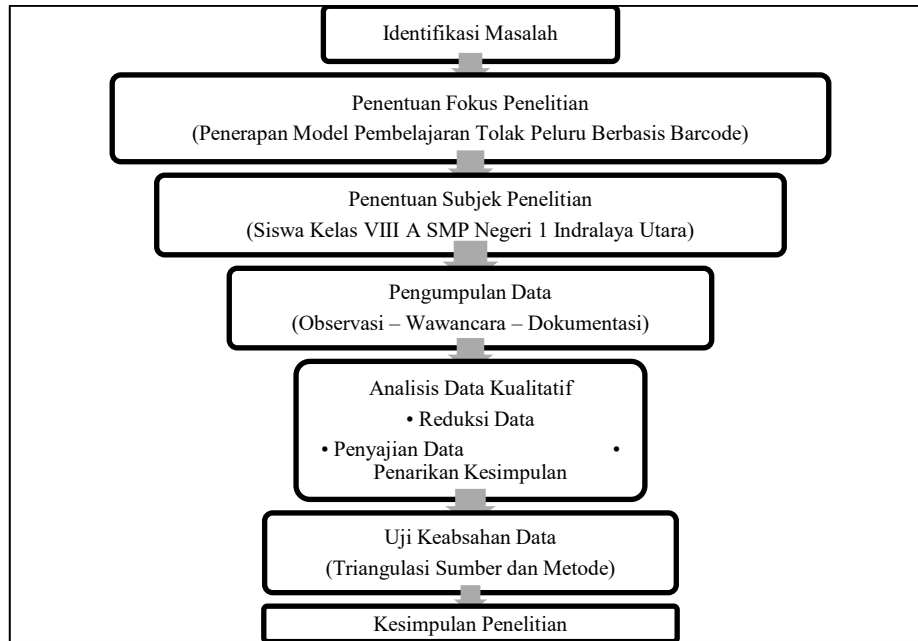 Identifikasi Masalah
Penentuan Fokus Penelitian
(Penerapan Model Pembelajaran Tolak Peluru Berbasis Barcode)
Penentuan Subjek Penelitian
(Siswa Kelas VIII A SMP Negeri 1 Indralaya Utara)
Pengumpulan Data
(Observasi – Wawancara – Dokumentasi)
Analisis Data Kualitatif
• Reduksi Data
• Penyajian Data •
Penarikan Kesimpulan
Uji Keabsahan Data
(Triangulasi Sumber dan Metode)
Kesimpulan Penelitian